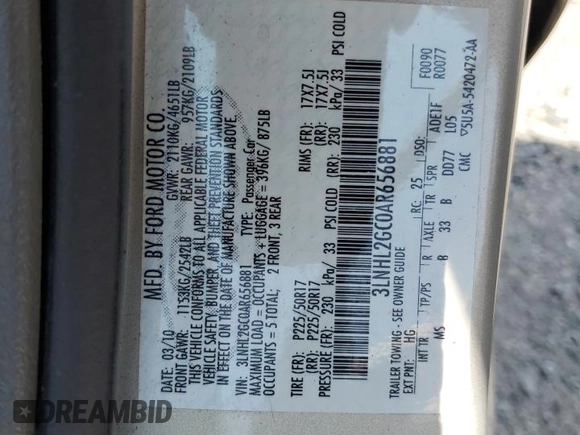 MFD. BY FORD MOTOR CO.
DATE: 03/10 GVWR: 2110KG/4651LB
FRONT GAWR: 1153KG/2542LB REAR GAWR: 957KG/2109LB
THIS VEHICLE CONFORMS TO ALL APPLICABLE FEDERAL MOTOR
VEHICLE SAFETY, BUMPER, AND THEFT PREVENTION STANDARDS
IN EFFECT ON THE DATE OF MANUFACTURE SHOWN ABOVE.
VIN: 3LNHL2GC0AR656881 TYPE: Passenger Car
MAXIMUM LOAD = OCCUPANTS + LUGGAGE = 396KG/ 875LB
OCCUPANTS = 5 TOTAL; 2 FRONT, 3 REAR
TIRE (FR): P225/50R17 RIMS (FR): 17X7.5J
(RR): P225/50R17 (RR): 17X7.5J
PRESSURE (FR): 230 kPa/ 33 PSI COLD (RR): 230 kPa/ 33 PSI COLD
3LNHL2GC0AR656881
TRAILER TOWING - SEE OWNER GUIDE
F0090
R0077
EXT PNT: HG RC: 25 DSO:
INT TR TP/PS R AXLE TR SPR ADE1F
MS B 33 B DD77 L05
CMC 5U5A-5420472-AA
DREAMBID